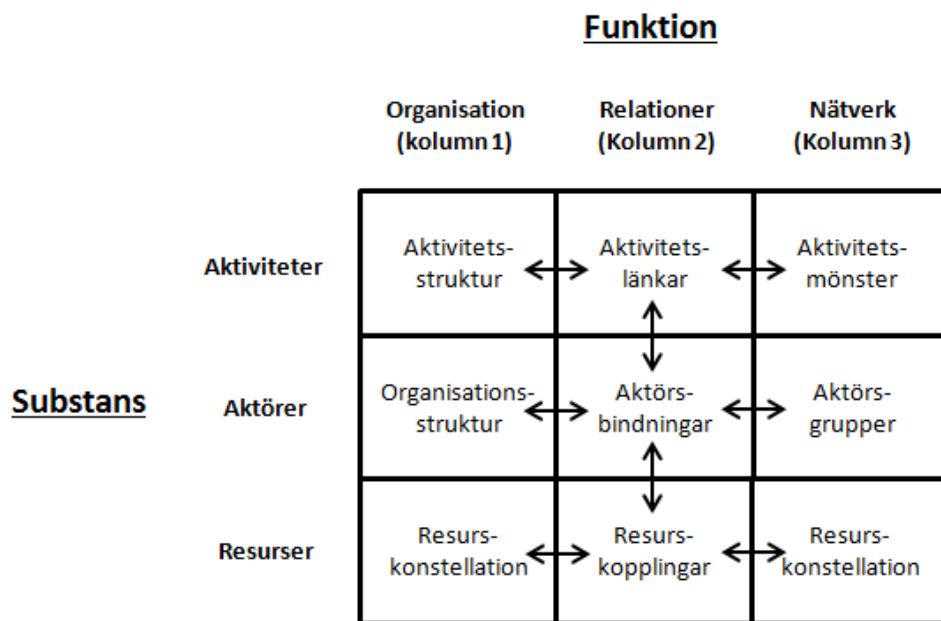 Funktion
Organisation
(kolumn 1)
Relationer
(Kolumn 2)
Nätverk
(Kolumn 3)
Aktiviteter
Aktivitets-
struktur
Aktivitets-
länkar
Aktivitets-
mönster
Substans
Aktörer
Organisations-
struktur
Aktörs-
bindningar
Aktörs-
grupper
Resurser
Resurs-
konstellation
Resurs-
kopplingar
Resurs-
konstellation